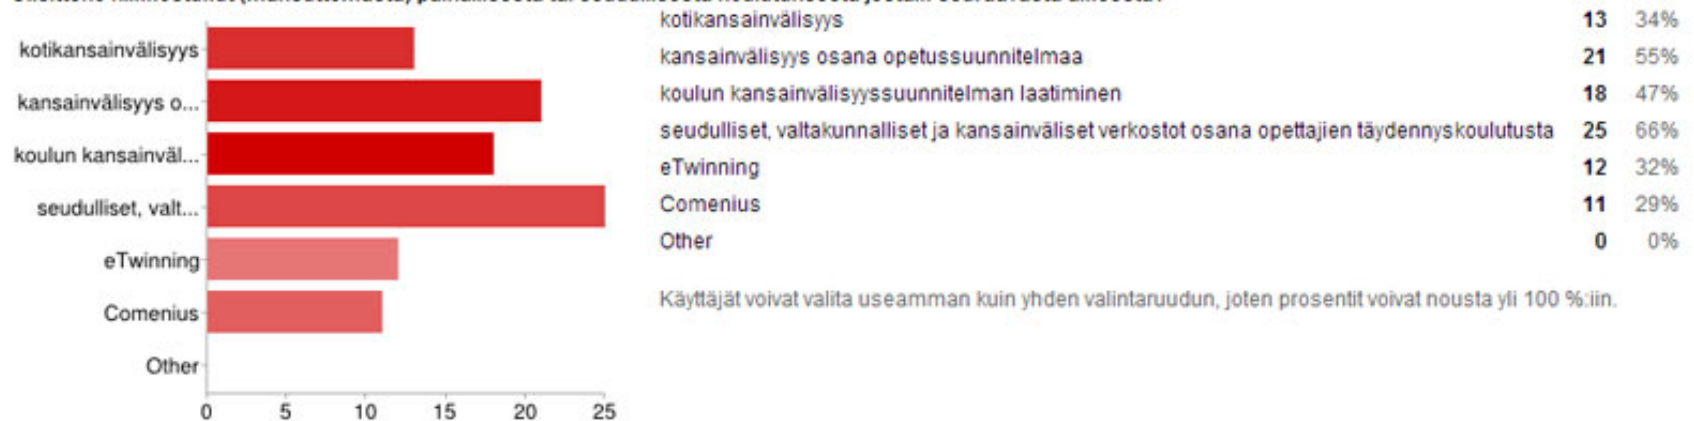 kotikansainvälisyys
kansainvälisyys o...
koulun kansainväl...
seudulliset, valt...
eTwinning
Comenius
Other
0 5 10 15 20 25
kotikansainvälisyys 13 34%
kansainvälisyys osana opetussuunnitelmaa 21 55%
koulun kansainvälisyyssuunnitelman laatiminen 18 47%
seudulliset, valtakunnalliset ja kansainväliset verkostot osana opettajien täydennyskoulutusta 25 66%
eTwinning 12 32%
Comenius 11 29%
Other 0 0%
Käyttäjät voivat valita useamman kuin yhden valintaruudun, joten prosentit voivat nousta yli 100 %:iin.